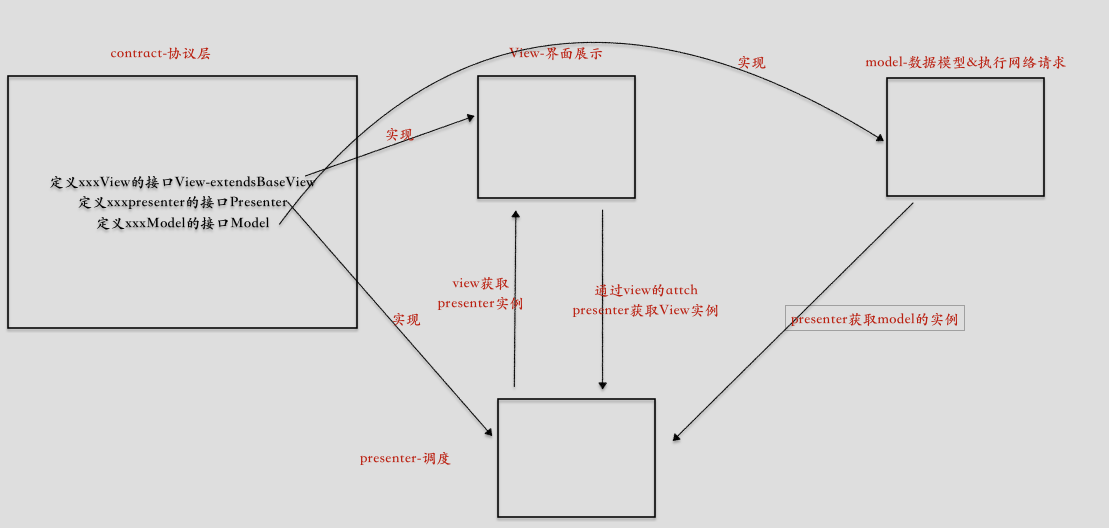 contract-协议层
View-界面展示
实现
model-数据模型&执行网络请求
实现
定义xxxView的接口View-extendsBaseView
定义xxxpresenter的接口Presenter
定义xxxModel的接口Model
view获取
presenter实例
通过view的attch
presenter获取View实例
实现
presenter获取model的实例
presenter-调度